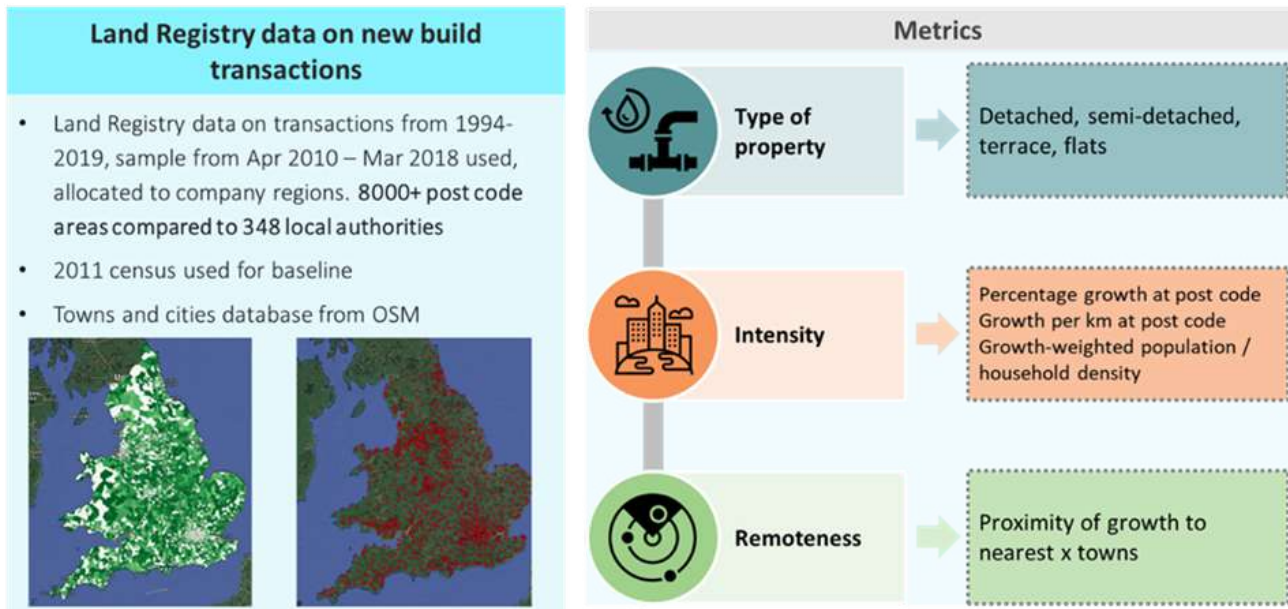 Land Registry data on new build
transactions
• Land Registry data on transactions from 1994-
2019, sample from Apr 2010 – Mar 2018 used,
allocated to company regions. 8000+ post code
areas compared to 348 local authorities
• 2011 census used for baseline
• Towns and cities database from OSM
Metrics
Type of
property
Detached, semi-detached,
terrace, flats
Intensity
Percentage growth at post code
Growth per km at post code
Growth-weighted population /
household density
Remoteness
Proximity of growth to
nearest x towns